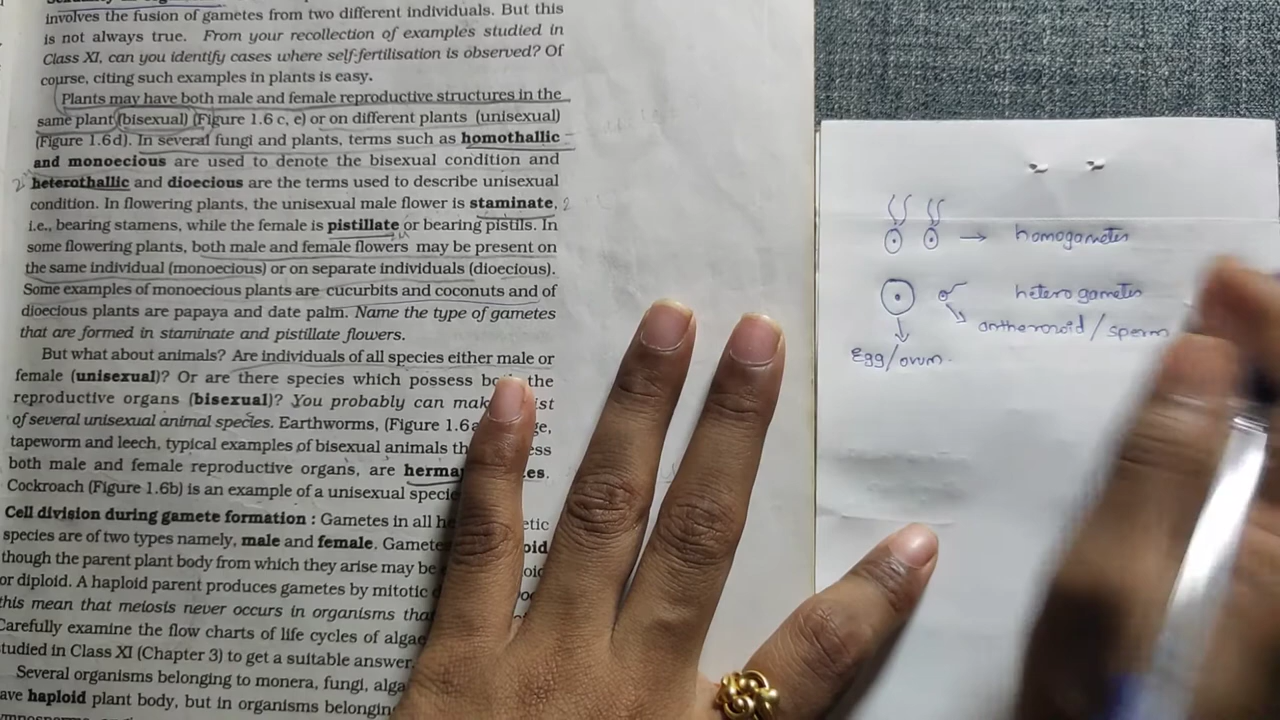 involves the fusion of gametes from two different individuals. But this
is not always true. From your recollection of examples studied in
Class XI, can you identify cases where self-fertilisation is observed? Of
course, citing such examples in plants is easy.
Plants may have both male and female reproductive structures in the
same plant (bisexual) (Figure 1.6 c, e) or on different plants (unisexual)
(Figure 1.6d). In several fungi and plants, terms such as homothallic
and monoecious are used to denote the bisexual condition and
heterothallic and dioecious are the terms used to describe unisexual
condition. In flowering plants, the unisexual male flower is staminate,
i.e., bearing stamens, while the female is pistillate or bearing pistils. In
some flowering plants, both male and female flowers may be present on
the same individual (monoecious) or on separate individuals (dioecious).
Some examples of monoecious plants are cucurbits and coconuts and of
dioecious plants are papaya and date palm. Name the type of gametes
that are formed in staminate and pistillate flowers.
But what about animals? Are individuals of all species either male or
female (unisexual)? Or are there species which possess the
reproductive organs (bisexual)? You probably can
of several unisexual animal species. Earthworms, (Figure 1.6
tapeworm and leech, typical examples of bisexual animals
both male and female reproductive organs, are
Cockroach (Figure 1.6b) is an example of a unisexual
Cell division during gamete formation : Gametes in all
species are of two types namely, male and female.
though the parent plant body from which they arise may be
or diploid. A haploid parent produces gametes by mitotic
this mean that meiosis never occurs in organisms
Carefully examine the flow charts of life cycles of
studied in Class XI (Chapter 3) to get a suitable answer.
Several organisms belonging to monera, fungi,
haploid plant body, but in organisms
homogametes
heterogametes
antherozoid / sperm
Egg/ovum.